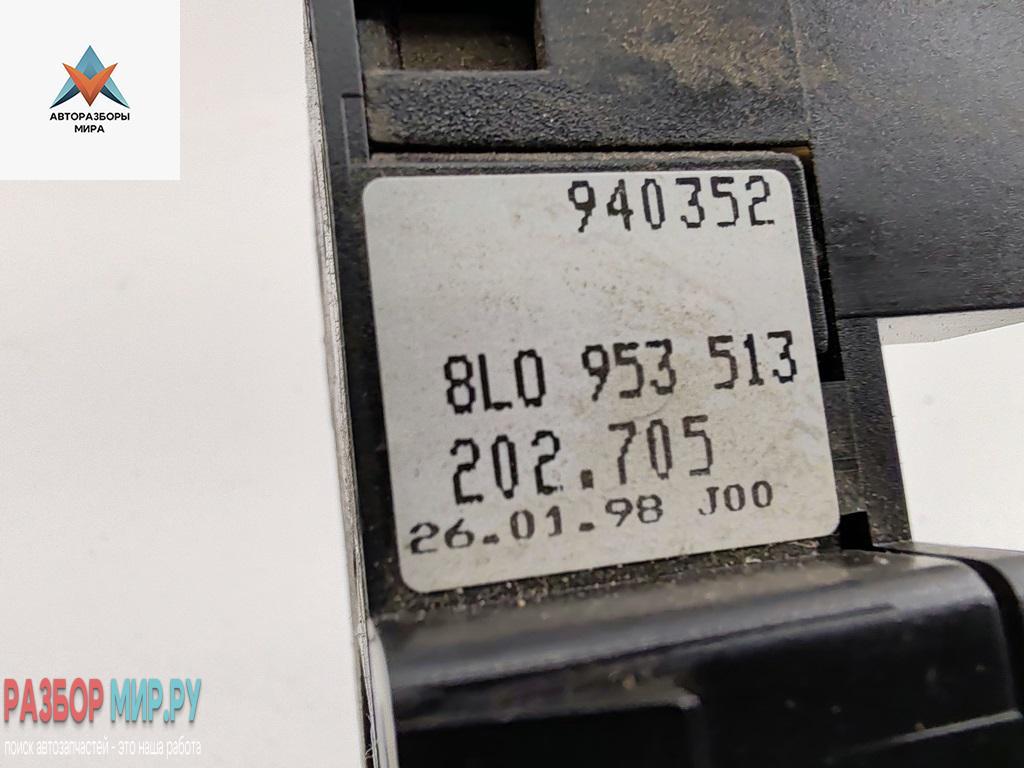 АВТОРАЗБОРЫ
МИРА
940352
8L0 953 513
202.705
26.01.98 J00
РАЗБОР МИР.РУ
поиск автозапчастей - это наша работа